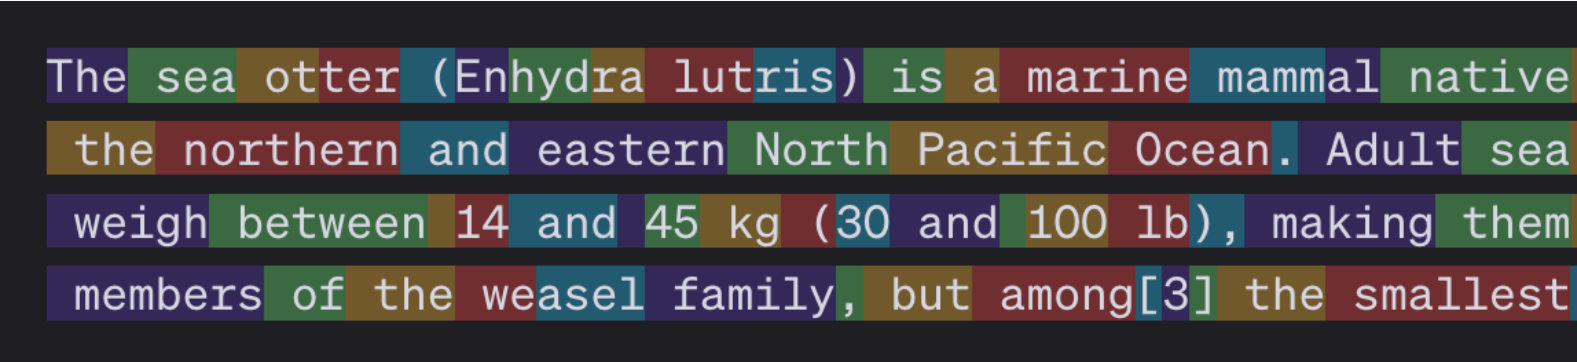 The sea otter (Enhydra lutris) is a marine mammal native
the northern and eastern North Pacific Ocean. Adult sea
weigh between 14 and 45 kg (30 and 100 lb), making them
members of the weasel family, but among[3] the smallest